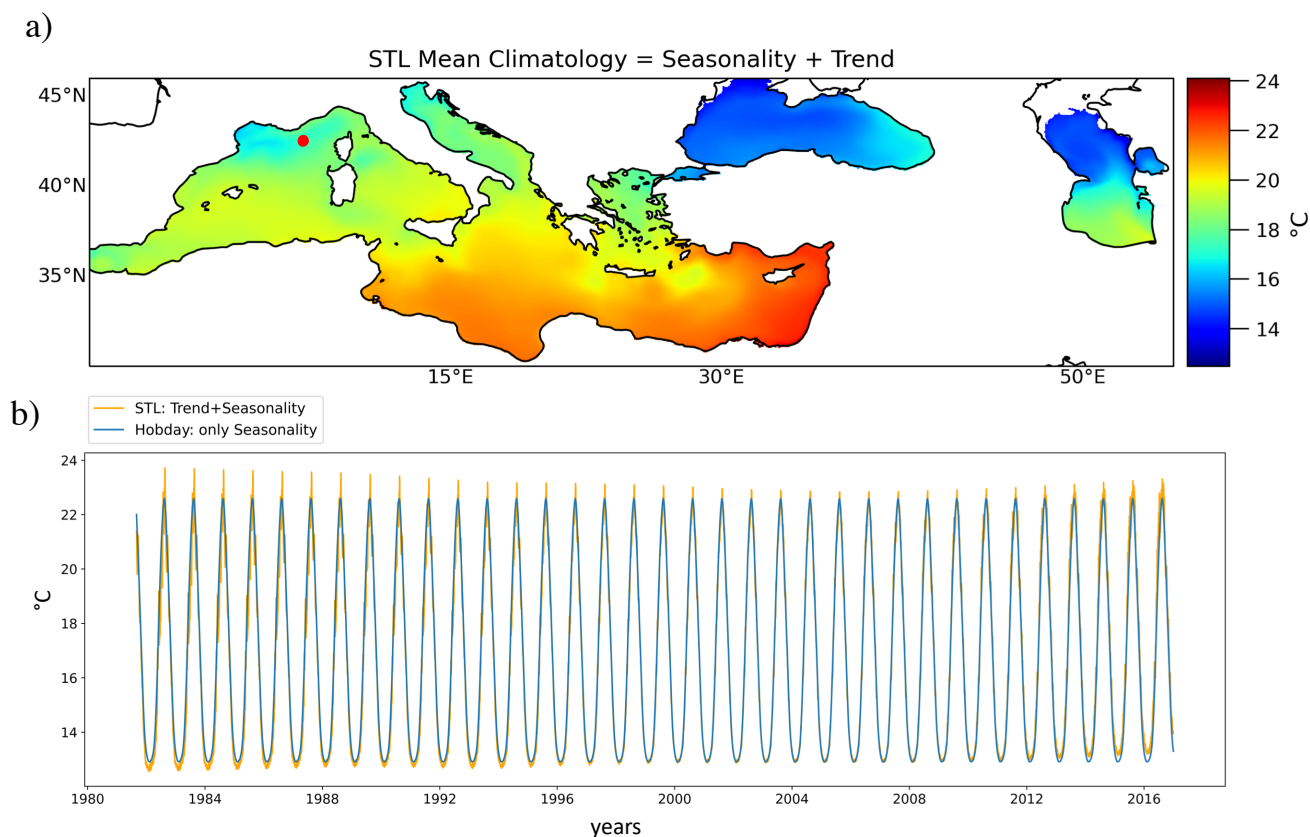 a)
STL Mean Climatology = Seasonality + Trend
45°N
40°N
35°N
15°E 30°E 50°E
24
22
20
18
16
14
°C
b)
STL: Trend+Seasonality
Hobday: only Seasonality
24
22
20
18
16
14
°C
1980 1984 1988 1992 1996 2000 2004 2008 2012 2016
years